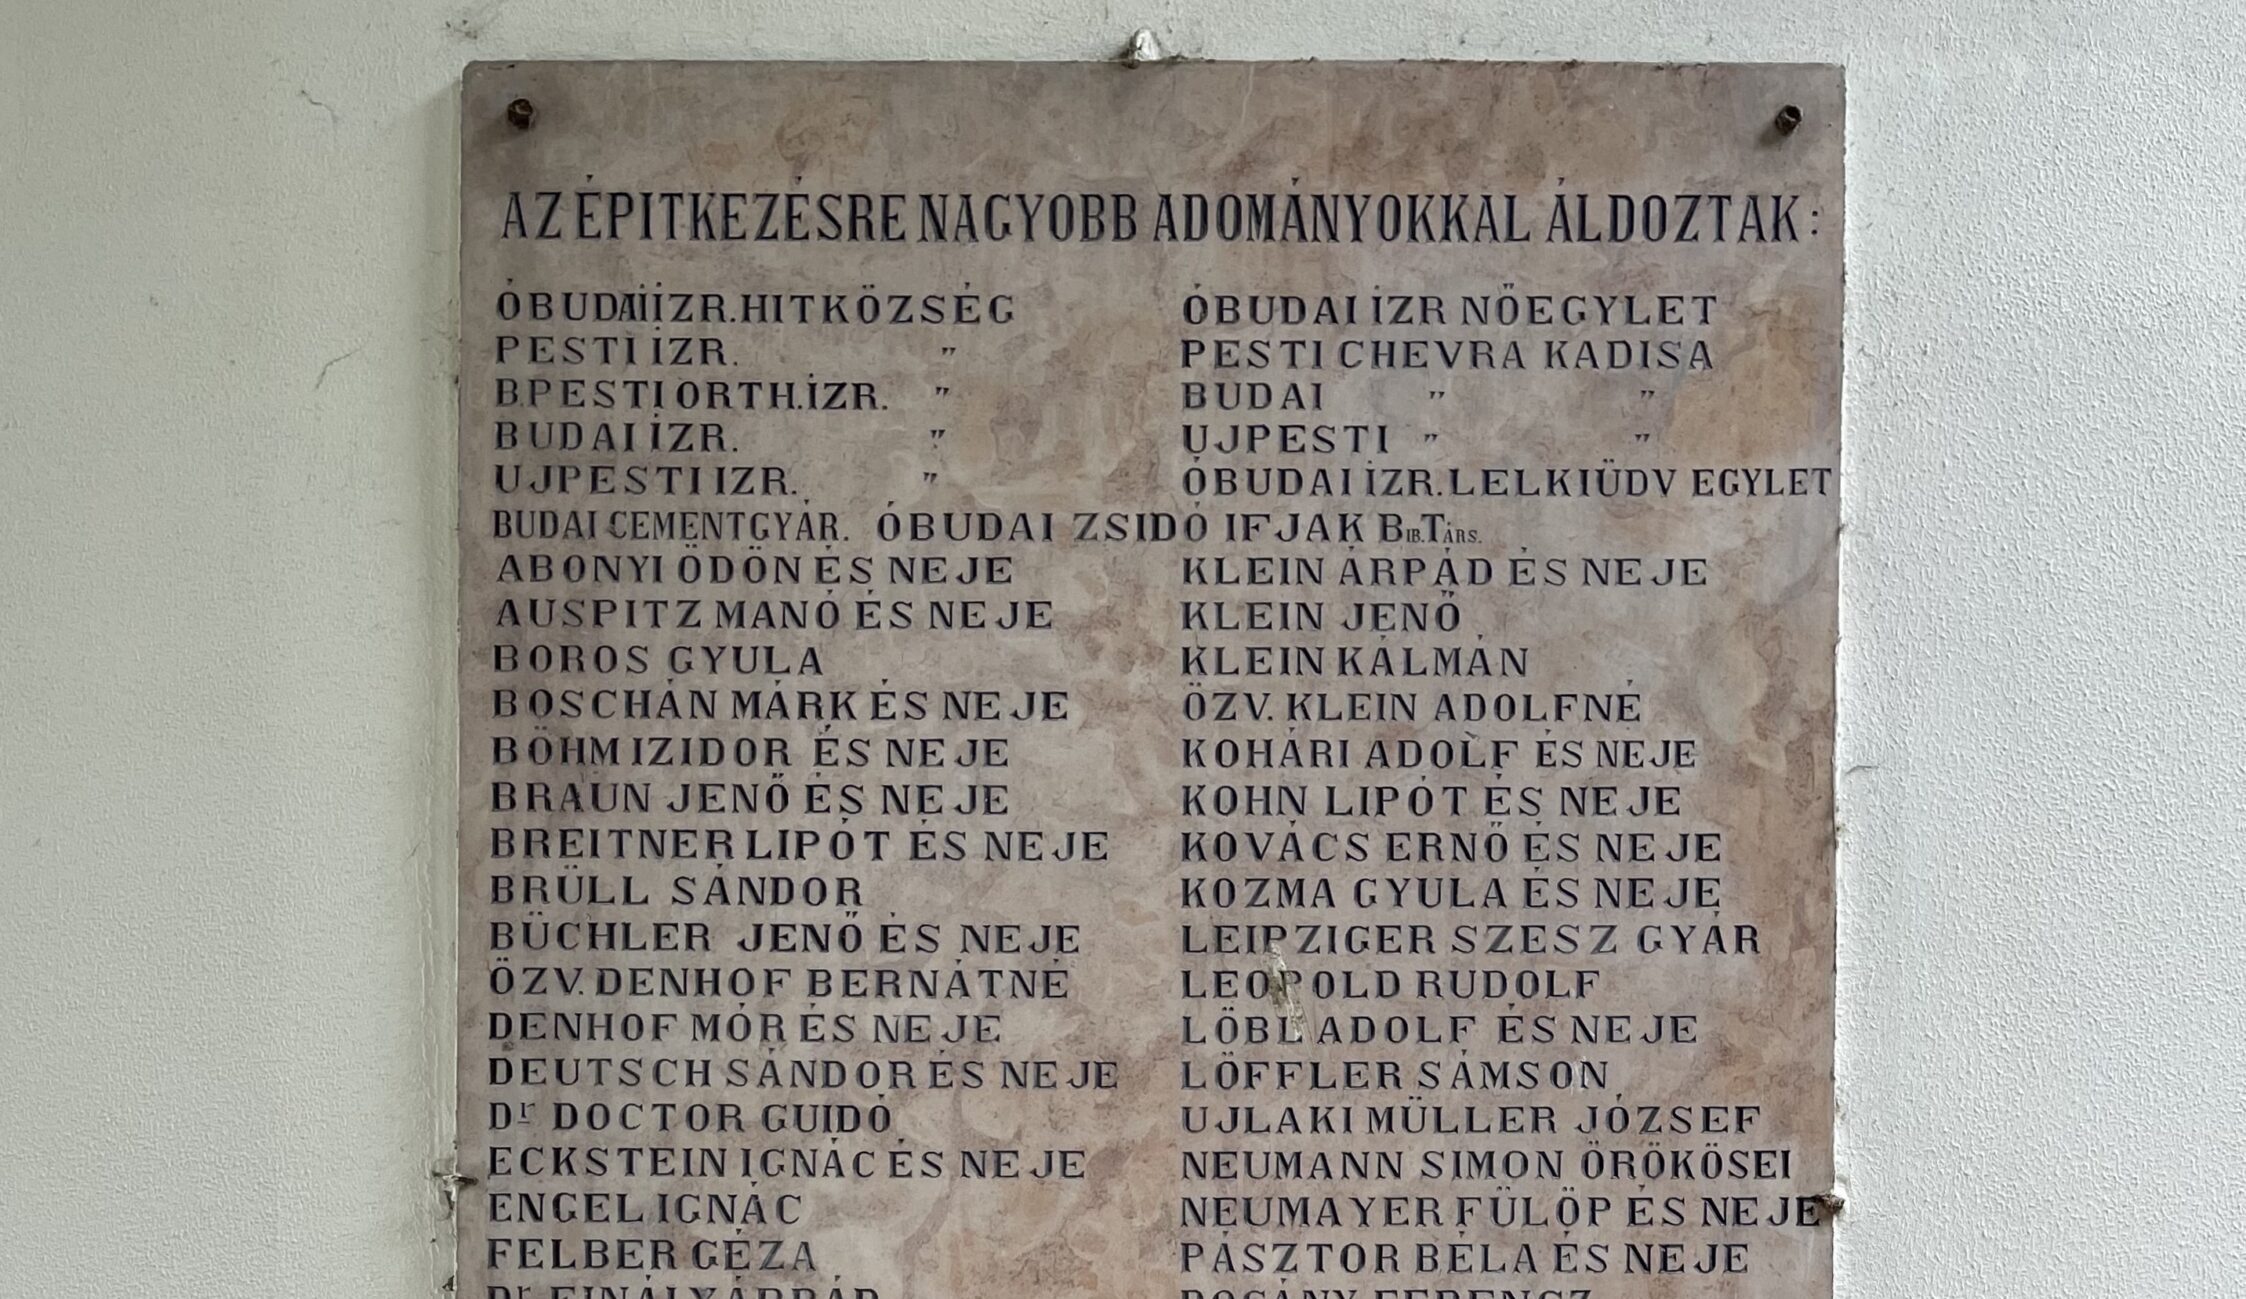 AZ ÉPITKEZÉSRE NAGYOBB ADOMÁNYOKKAL ÁLDOZTAK:
ÓBUDAI IZR. HITKÖZSÉG ÓBUDAI IZR NŐEGYLET
PESTI IZR. " PESTI CHEVRA KADISA
B.PESTI ORTH. IZR. " BUDAI " "
BUDAI IZR. " UJPESTI " "
UJPESTI IZR. " ÓBUDAI IZR. LELKIÜDV EGYLET
BUDAI CEMENTGYÁR. ÓBUDAI ZSIDÓ IFJAK BIB. TÁRS.
ABONYI ÖDÖN ÉS NEJE KLEIN ÁRPÁD ÉS NEJE
AUSPITZ MANÓ ÉS NEJE KLEIN JENŐ
BOROS GYULA KLEIN KÁLMÁN
BOSCHÁN MÁRK ÉS NEJE ÖZV. KLEIN ADOLFNÉ
BÖHM IZIDOR ÉS NEJE KOHÁRI ADOLF ÉS NEJE
BRAUN JENŐ ÉS NEJE KOHN LIPÓT ÉS NEJE
BREITNER LIPÓT ÉS NEJE KOVÁCS ERNŐ ÉS NEJE
BRÜLL SÁNDOR KOZMA GYULA ÉS NEJE
BÜCHLER JENŐ ÉS NEJE LEIPZIGER SZESZ GYÁR
ÖZV. DENHOF BERNÁTNÉ LEOPOLD RUDOLF
DENHOF MÓR ÉS NEJE LÖBL ADOLF ÉS NEJE
DEUTSCH SÁNDOR ÉS NEJE LÖFFLER SÁMSON
Dr DOCTOR GUIDÓ UJLAKI MÜLLER JÓZSEF
ECKSTEIN IGNÁC ÉS NEJE NEUMANN SIMON ÖRÖKÖSEI
ENGEL IGNÁC NEUMAYER FÜLÖP ÉS NEJE
FELBER GÉZA PÁSZTOR BÉLA ÉS NEJE